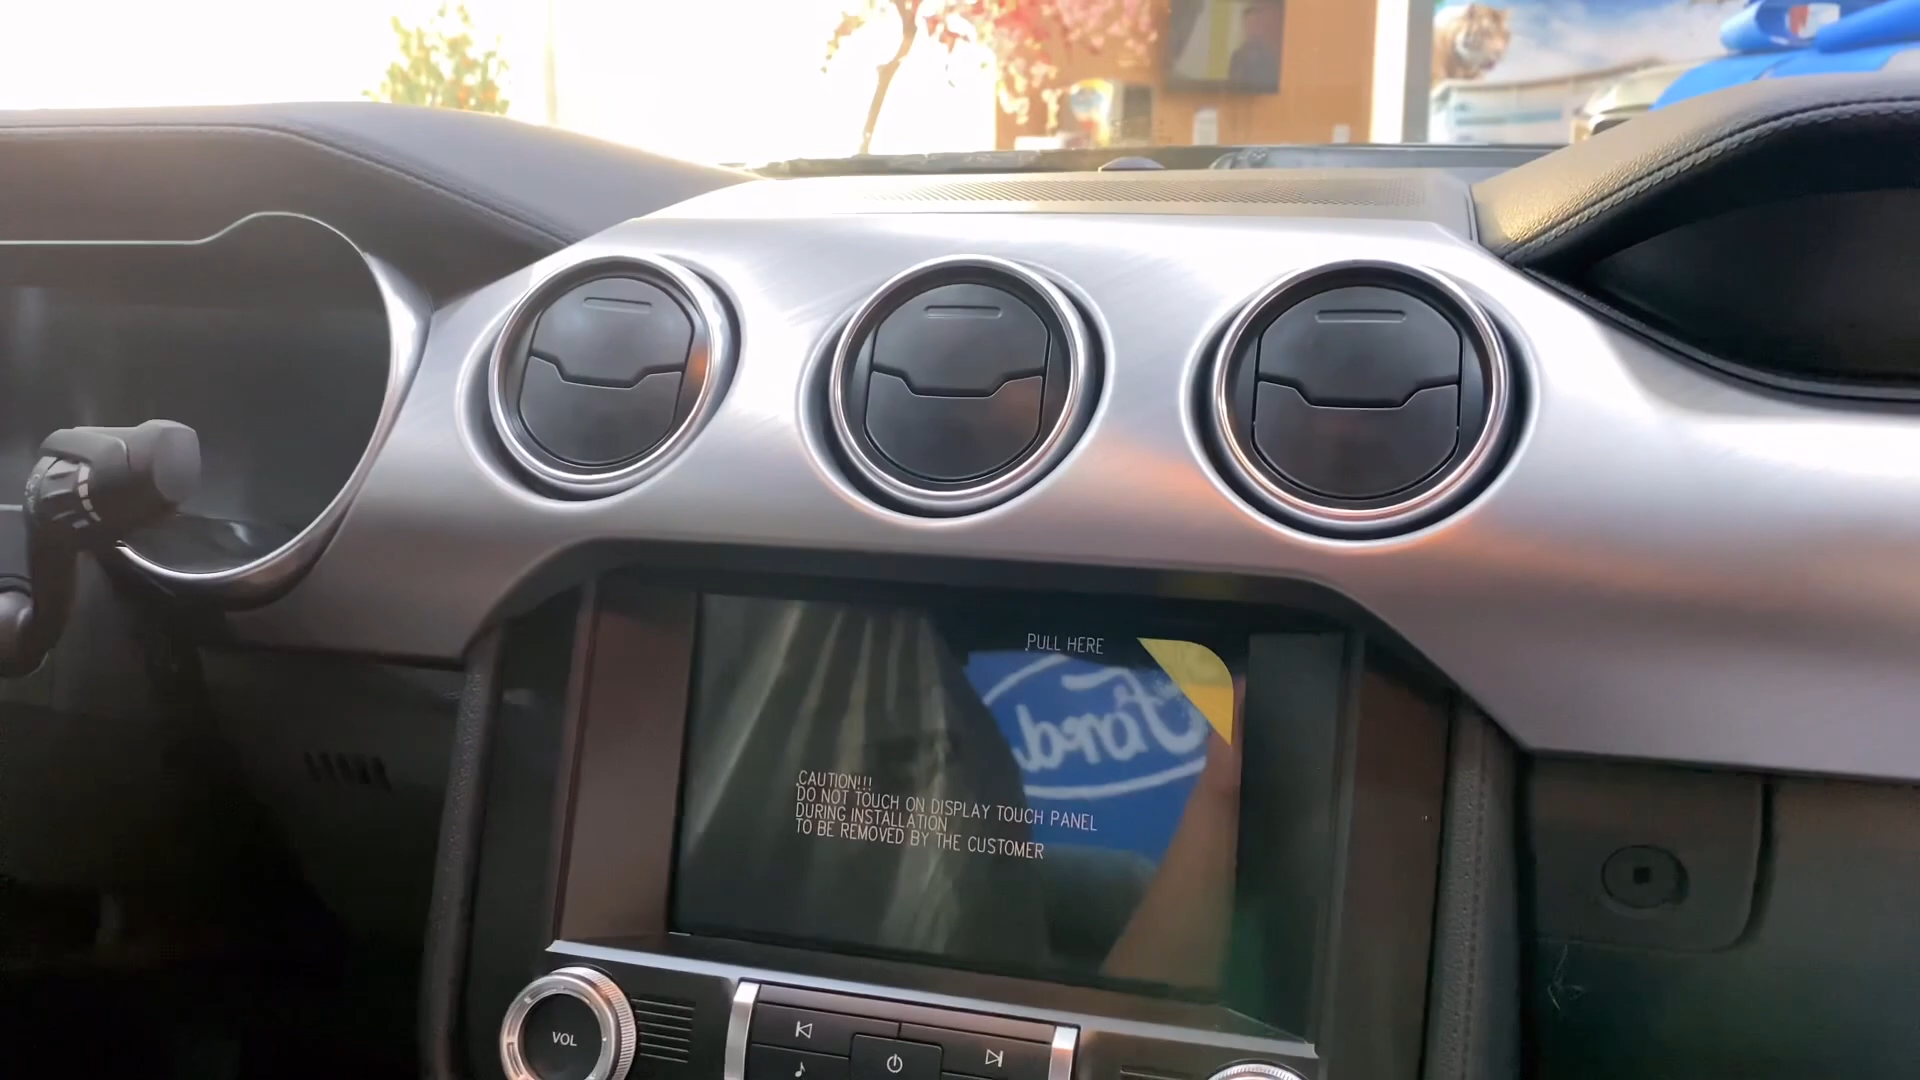 PULL HERE
Ford
CAUTION!!!
DO NOT TOUCH ON DISPLAY TOUCH PANEL
DURING INSTALLATION
TO BE REMOVED BY THE CUSTOMER
VOL